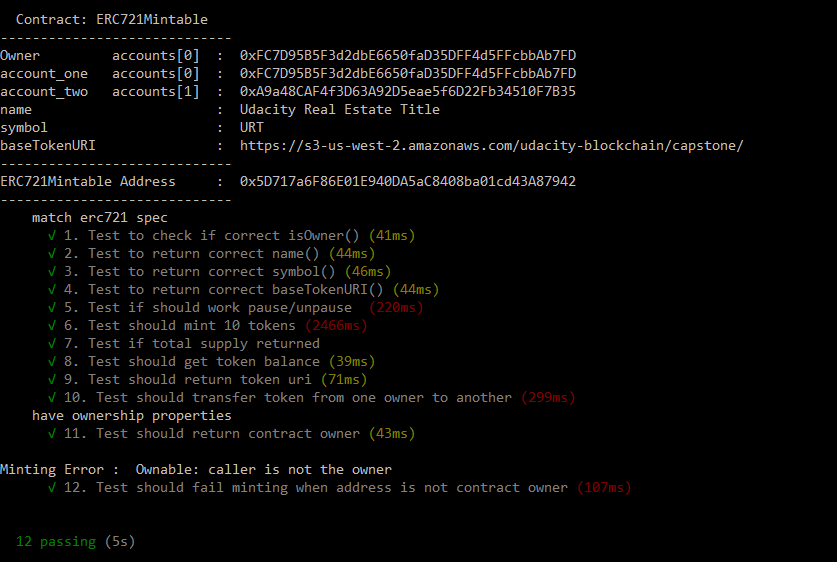 Contract: ERC721Mintable
-----------------------------
Owner         accounts[0]  :  0xFC7D95B5F3d2dbE6650faD35DFF4d5FFcbbAb7FD
account_one   accounts[0]  :  0xFC7D95B5F3d2dbE6650faD35DFF4d5FFcbbAb7FD
account_two   accounts[1]  :  0xA9a48CAF4f3D63A92D5eae5f6D22Fb34510F7B35
name                       :  Udacity Real Estate Title
symbol                     :  URT
baseTokenURI               :  https://s3-us-west-2.amazonaws.com/udacity-blockchain/capstone/
-----------------------------
ERC721Mintable Address     :  0x5D717a6F86E01E940DA5aC8408ba01cd43A87942
-----------------------------
match erc721 spec
√ 1. Test to check if correct isOwner() (41ms)
√ 2. Test to return correct name() (44ms)
√ 3. Test to return correct symbol() (46ms)
√ 4. Test to return correct baseTokenURI() (44ms)
√ 5. Test if should work pause/unpause  (220ms)
√ 6. Test should mint 10 tokens (2466ms)
√ 7. Test if total supply returned
√ 8. Test should get token balance (39ms)
√ 9. Test should return token uri (71ms)
√ 10. Test should transfer token from one owner to another (299ms)
have ownership properties
√ 11. Test should return contract owner (43ms)
Minting Error :  Ownable: caller is not the owner
√ 12. Test should fail minting when address is not contract owner (107ms)
12 passing (5s)